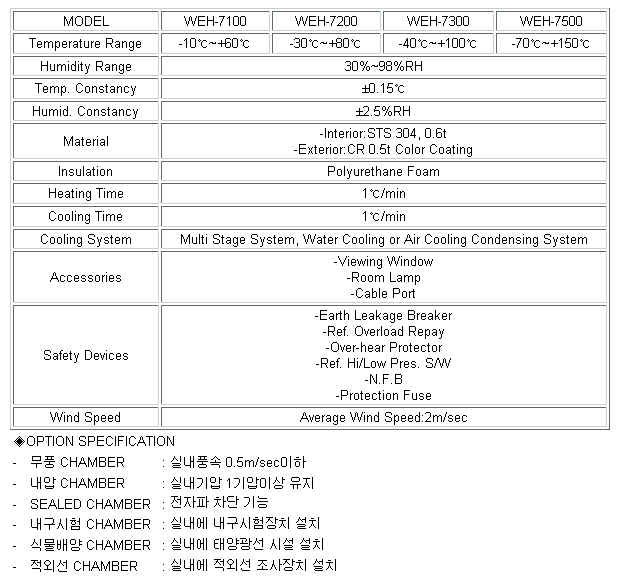 MODEL WEH-7100 WEH-7200 WEH-7300 WEH-7500
Temperature Range -10℃~+60℃ -30℃~+80℃ -40℃~+100℃ -70℃~+150℃
Humidity Range 30%~98%RH
Temp. Constancy ±0.15℃
Humid. Constancy ±2.5%RH
Material -Interior:STS 304, 0.6t
-Exterior:CR 0.5t Color Coating
Insulation Polyurethane Foam
Heating Time 1℃/min
Cooling Time 1℃/min
Cooling System Multi Stage System, Water Cooling or Air Cooling Condensing System
Accessories -Viewing Window
-Room Lamp
-Cable Port
Safety Devices -Earth Leakage Breaker
-Ref. Overload Repay
-Over-hear Protector
-Ref. Hi/Low Pres. S/W
-N.F.B
-Protection Fuse
Wind Speed Average Wind Speed:2m/sec
◈OPTION SPECIFICATION
- 무풍 CHAMBER : 실내풍속 0.5m/sec이하
- 내압 CHAMBER : 실내기압 1기압이상 유지
- SEALED CHAMBER : 전자파 차단 기능
- 내구시험 CHAMBER : 실내에 내구시험장치 설치
- 식물배양 CHAMBER : 실내에 태양광선 시설 설치
- 적외선 CHAMBER : 실내에 적외선 조사장치 설치